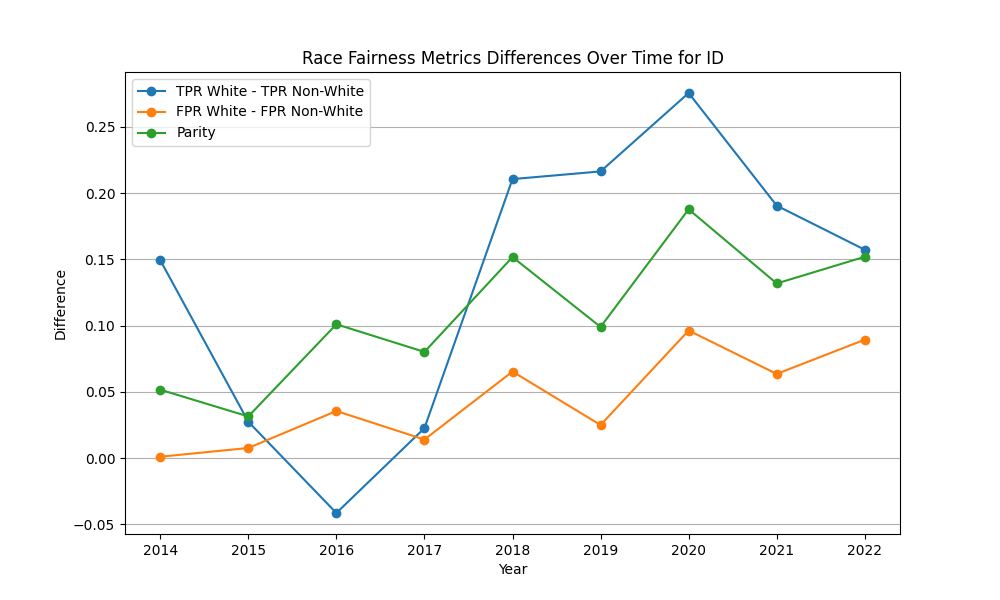 Race Fairness Metrics Differences Over Time for ID
TPR White - TPR Non-White
FPR White - FPR Non-White
Parity
Difference
0.25
0.20
0.15
0.10
0.05
0.00
−0.05
2014 2015 2016 2017 2018 2019 2020 2021 2022
Year